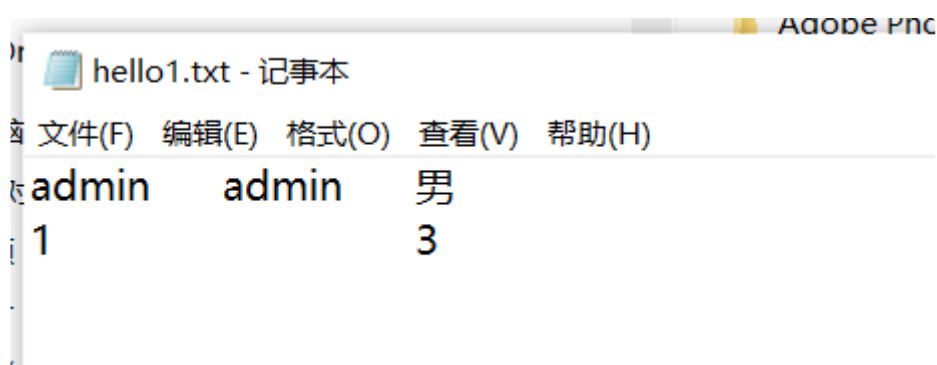 Adobe Pho
hello1.txt - 记事本
文件(F) 编辑(E) 格式(O) 查看(V) 帮助(H)
admin admin 男
1 3